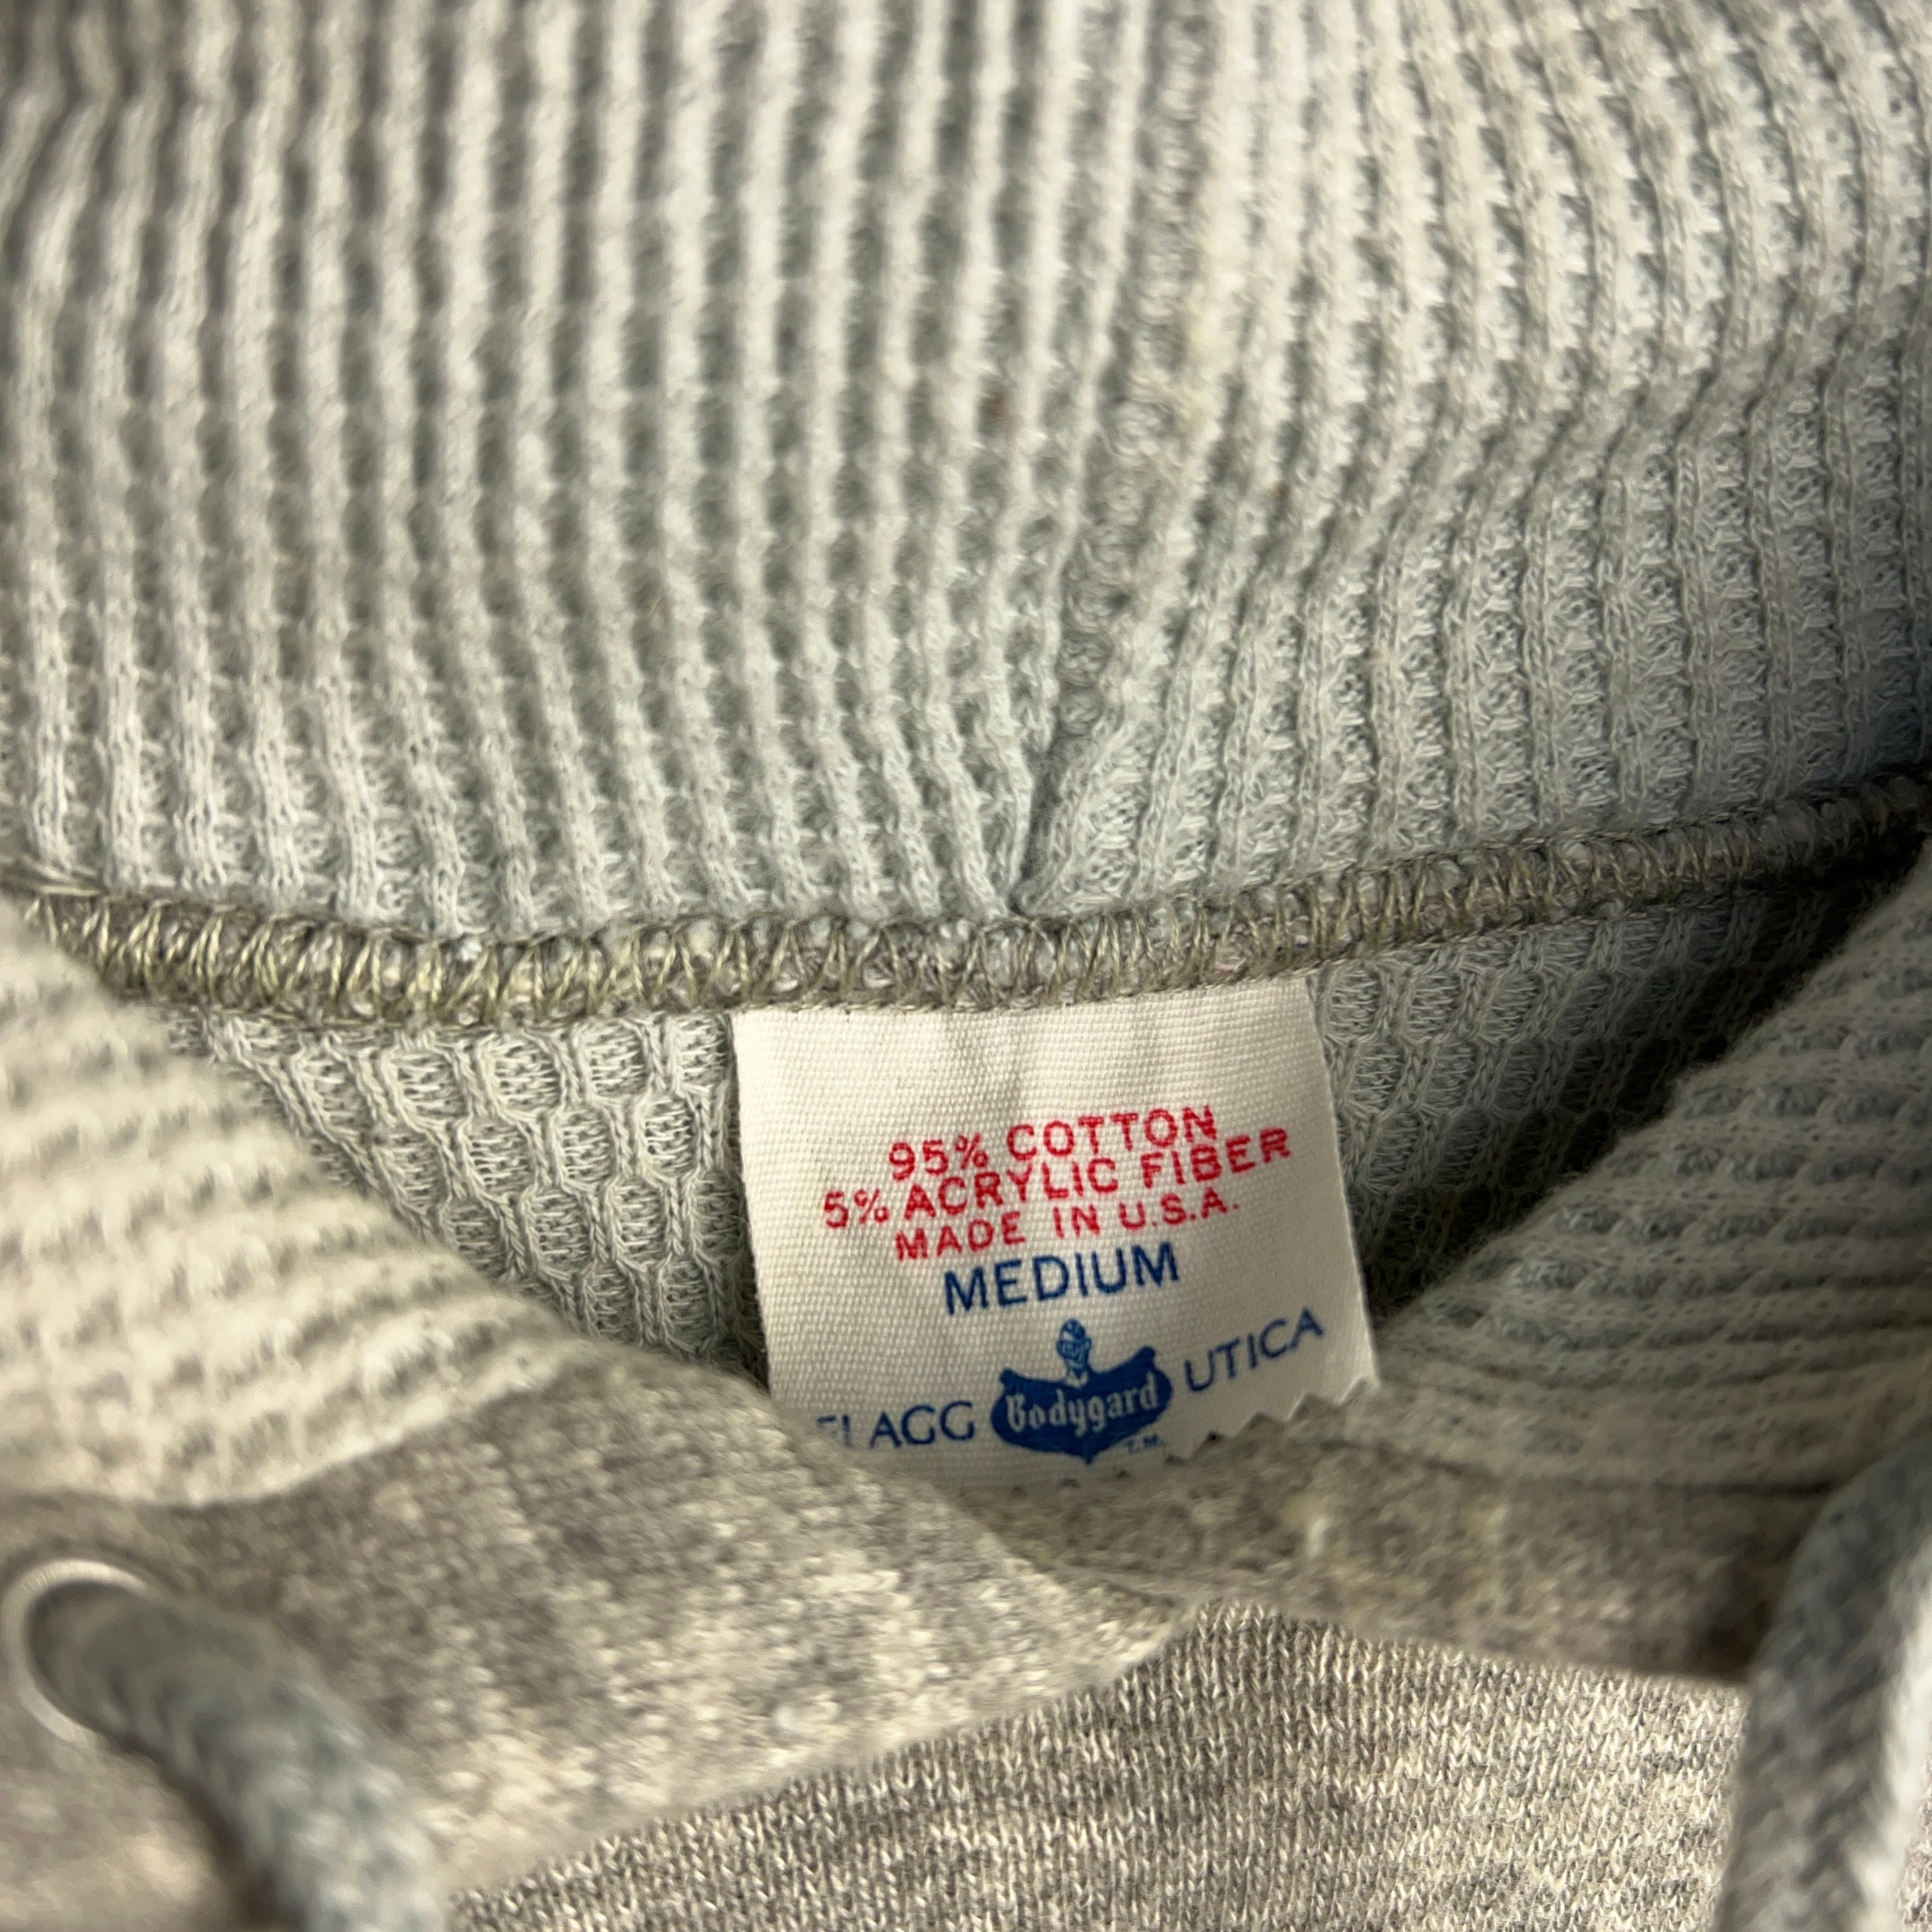 95% COTTON
5% ACRYLIC FIBER
MADE IN U.S.A.
MEDIUM
FLAGG Bodygard UTICA
T.M.